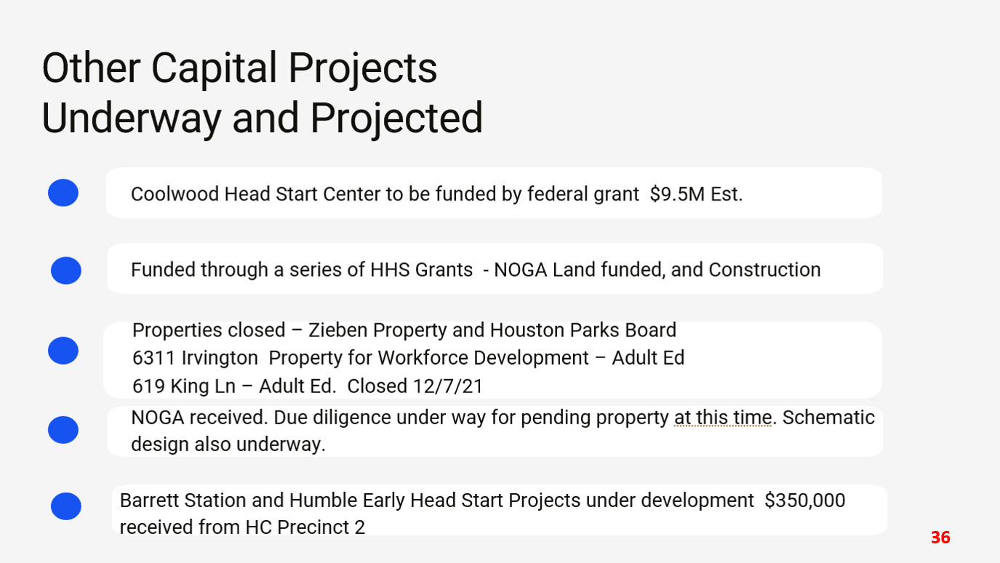 Other Capital Projects
Underway and Projected
Coolwood Head Start Center to be funded by federal grant  $9.5M Est.
Funded through a series of HHS Grants  - NOGA Land funded, and Construction
Properties closed – Zieben Property and Houston Parks Board
6311 Irvington  Property for Workforce Development – Adult Ed
619 King Ln – Adult Ed.  Closed 12/7/21
NOGA received. Due diligence under way for pending property at this time. Schematic
design also underway.
Barrett Station and Humble Early Head Start Projects under development  $350,000
received from HC Precinct 2
36